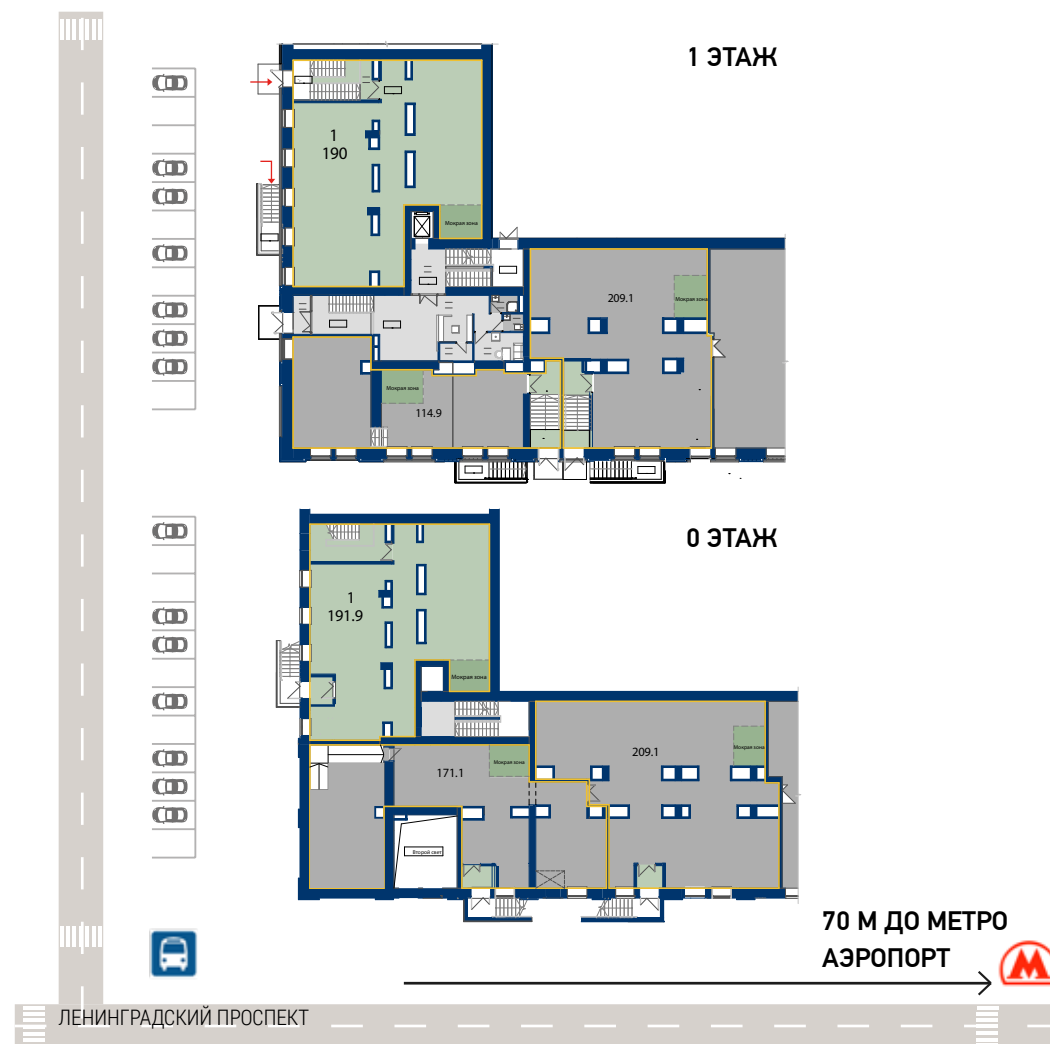 1 ЭТАЖ
1
190
Мокрая зона
209.1
Мокрая зона
Мокрая зона
114.9
0 ЭТАЖ
1
191.9
Мокрая зона
209.1
Мокрая зона
171.1
Мокрая зона
Второй свет
70 М ДО МЕТРО
АЭРОПОРТ
М
ЛЕНИНГРАДСКИЙ ПРОСПЕКТ